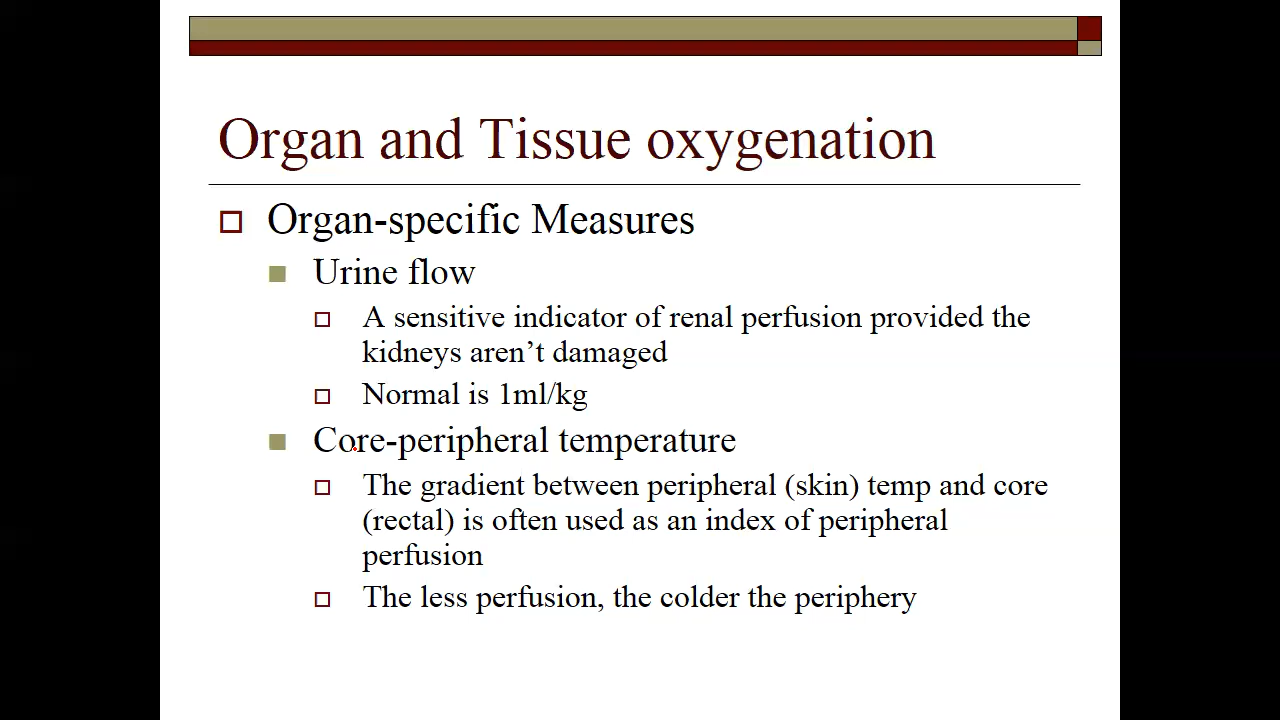 Organ and Tissue oxygenation
Organ-specific Measures
Urine flow
A sensitive indicator of renal perfusion provided the
kidneys aren’t damaged
Normal is 1ml/kg
Core-peripheral temperature
The gradient between peripheral (skin) temp and core
(rectal) is often used as an index of peripheral
perfusion
The less perfusion, the colder the periphery